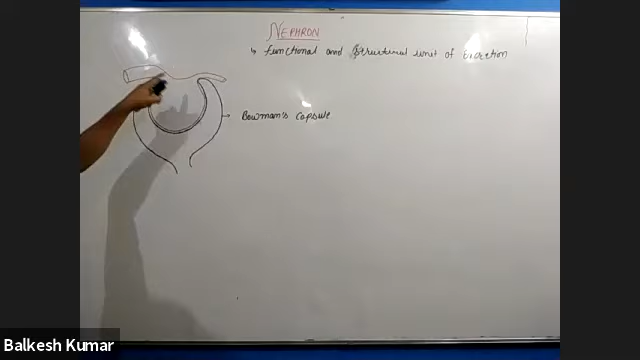 NEPHRON
↳ functional and structural unit of excretion
→ Bowman's capsule
Balkesh Kumar